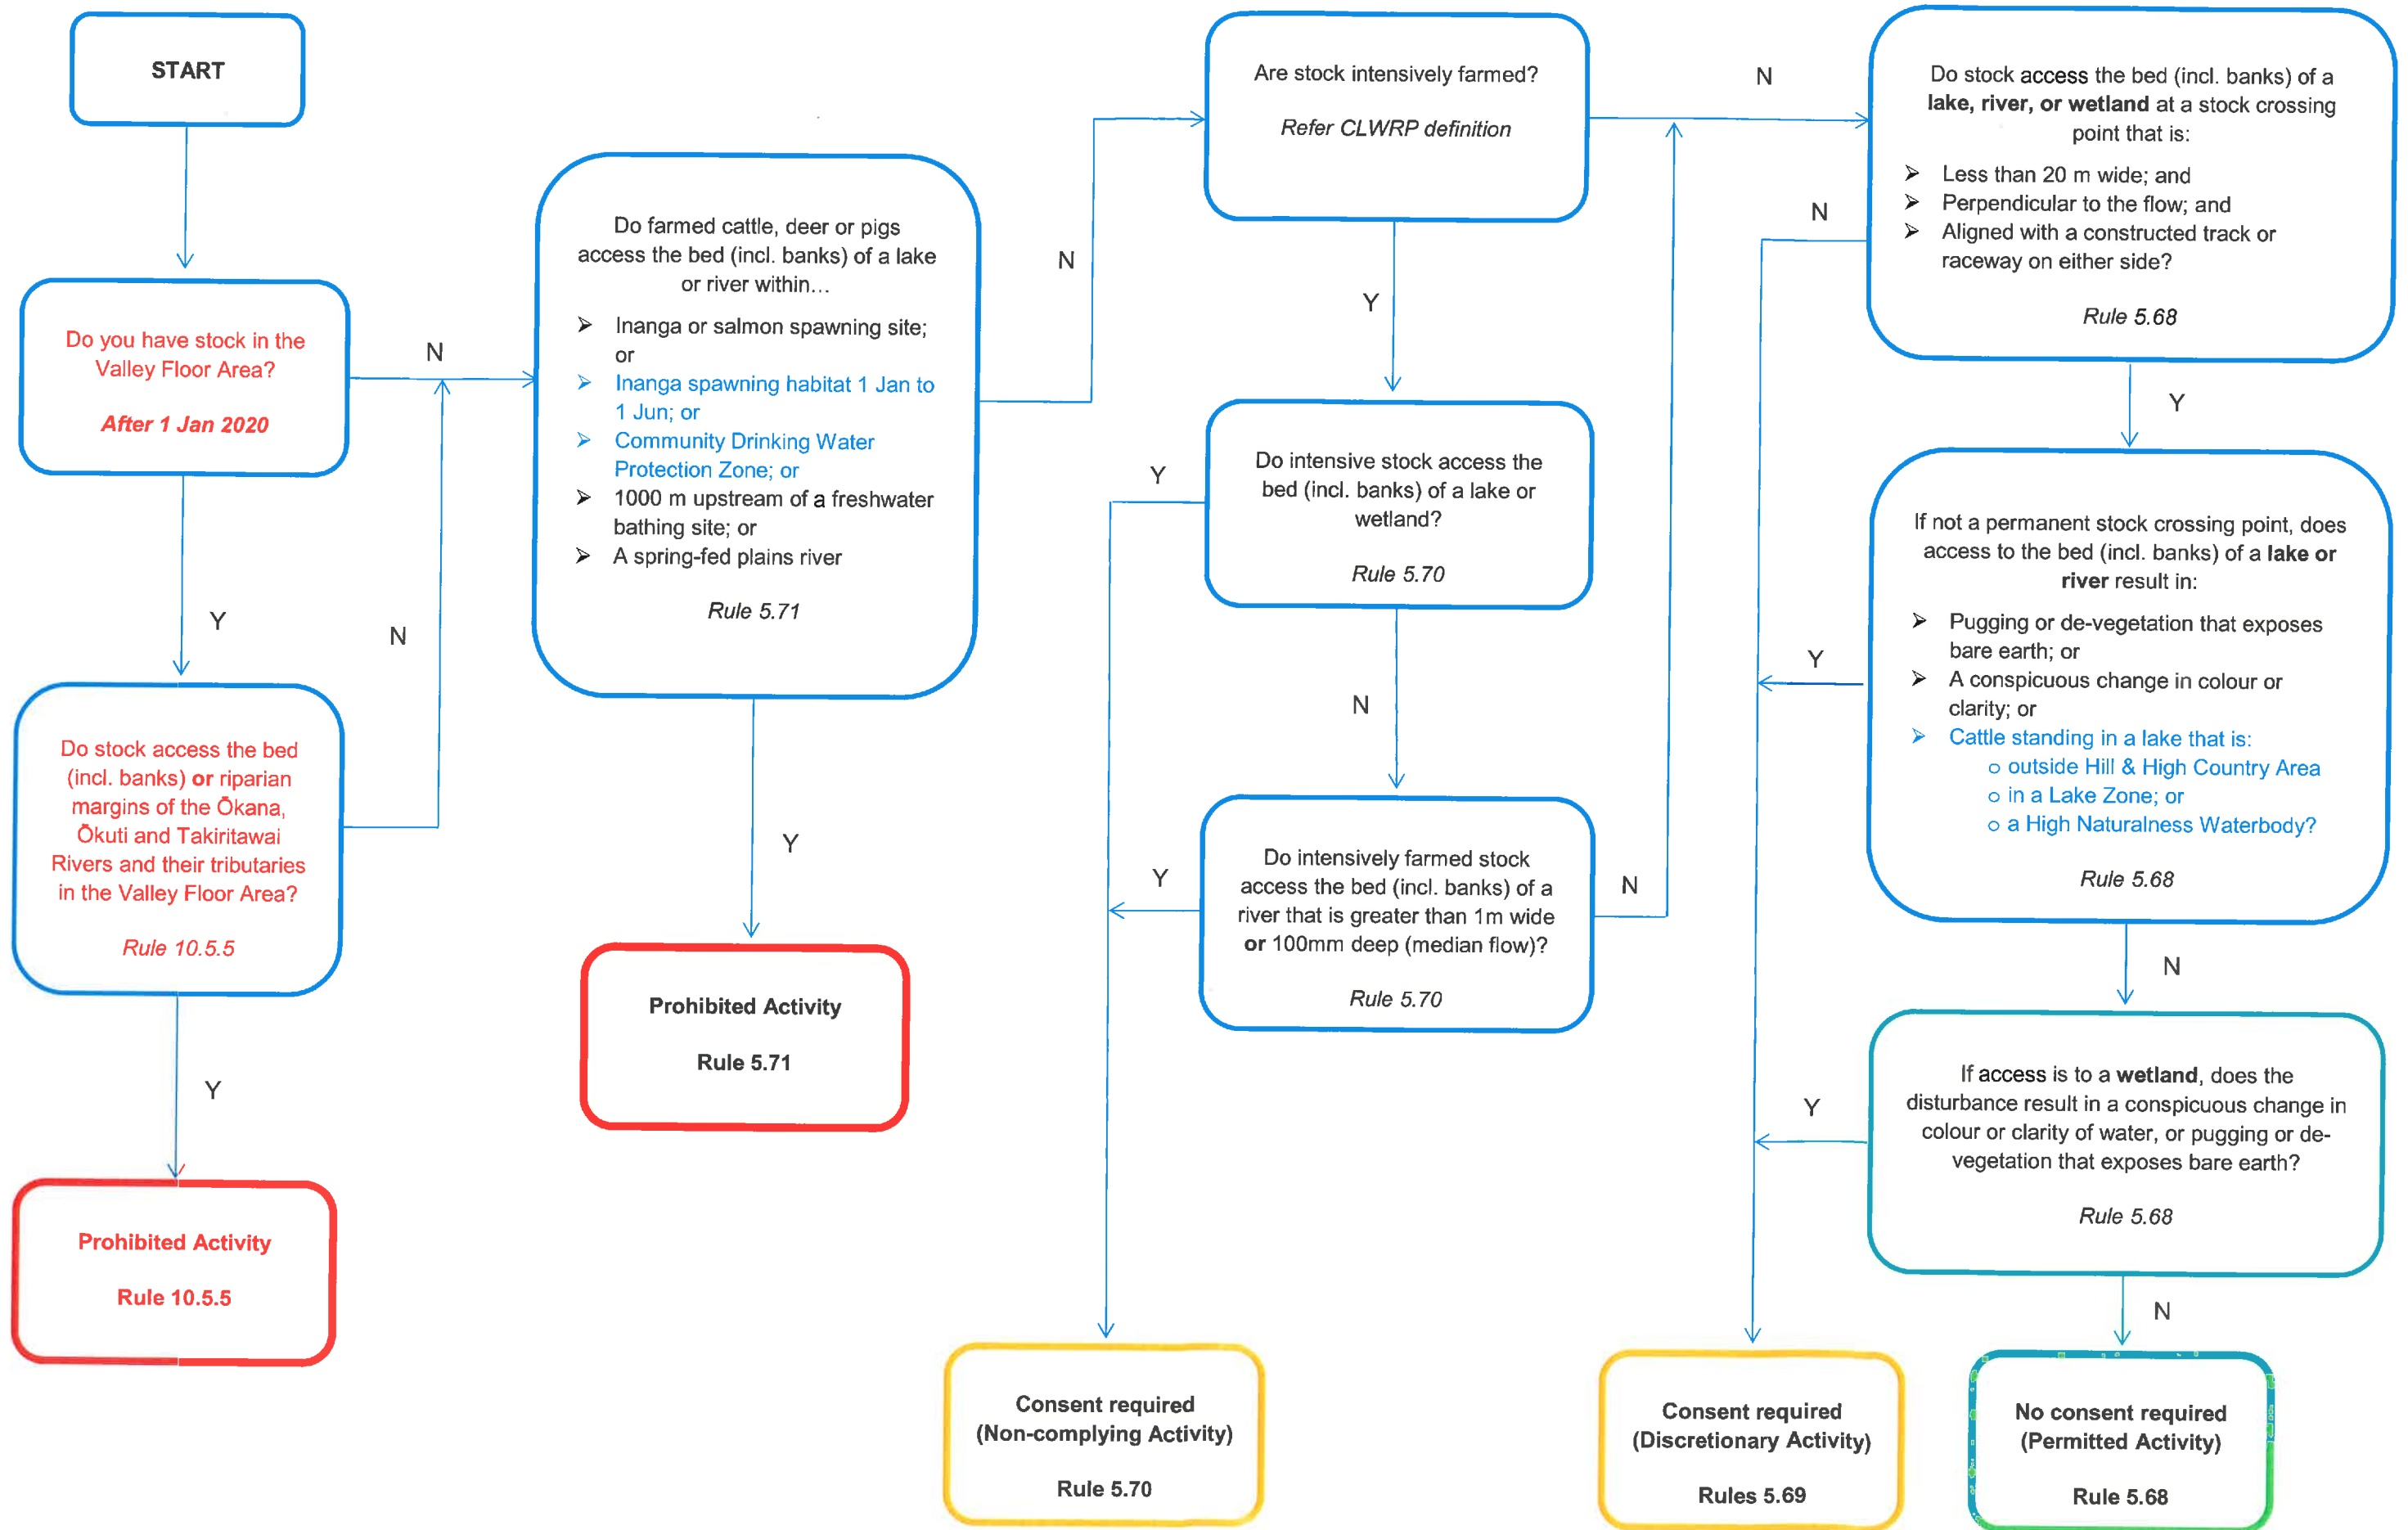 START
Do you have stock in the
Valley Floor Area?
After 1 Jan 2020
N
Y
Do stock access the bed
(incl. banks) or riparian
margins of the Ōkana,
Ōkuti and Takiritawai
Rivers and their tributaries
in the Valley Floor Area?
Rule 10.5.5
N
Y
Prohibited Activity
Rule 10.5.5
Do farmed cattle, deer or pigs
access the bed (incl. banks) of a lake
or river within...
➤ Inanga or salmon spawning site;
or
➤ Inanga spawning habitat 1 Jan to
1 Jun; or
➤ Community Drinking Water
Protection Zone; or
➤ 1000 m upstream of a freshwater
bathing site; or
➤ A spring-fed plains river
Rule 5.71
N
Y
Prohibited Activity
Rule 5.71
Are stock intensively farmed?
Refer CLWRP definition
N
Y
Do intensive stock access the
bed (incl. banks) of a lake or
wetland?
Rule 5.70
Y
N
Do intensively farmed stock
access the bed (incl. banks) of a
river that is greater than 1m wide
or 100mm deep (median flow)?
Rule 5.70
Y
N
Consent required
(Non-complying Activity)
Rule 5.70
Do stock access the bed (incl. banks) of a
lake, river, or wetland at a stock crossing
point that is:
➤ Less than 20 m wide; and
➤ Perpendicular to the flow; and
➤ Aligned with a constructed track or
raceway on either side?
Rule 5.68
N
Y
If not a permanent stock crossing point, does
access to the bed (incl. banks) of a lake or
river result in:
➤ Pugging or de-vegetation that exposes
bare earth; or
➤ A conspicuous change in colour or
clarity; or
➤ Cattle standing in a lake that is:
o outside Hill & High Country Area
o in a Lake Zone; or
o a High Naturalness Waterbody?
Rule 5.68
Y
N
If access is to a wetland, does the
disturbance result in a conspicuous change in
colour or clarity of water, or pugging or de-
vegetation that exposes bare earth?
Rule 5.68
Y
N
Consent required
(Discretionary Activity)
Rules 5.69
No consent required
(Permitted Activity)
Rule 5.68